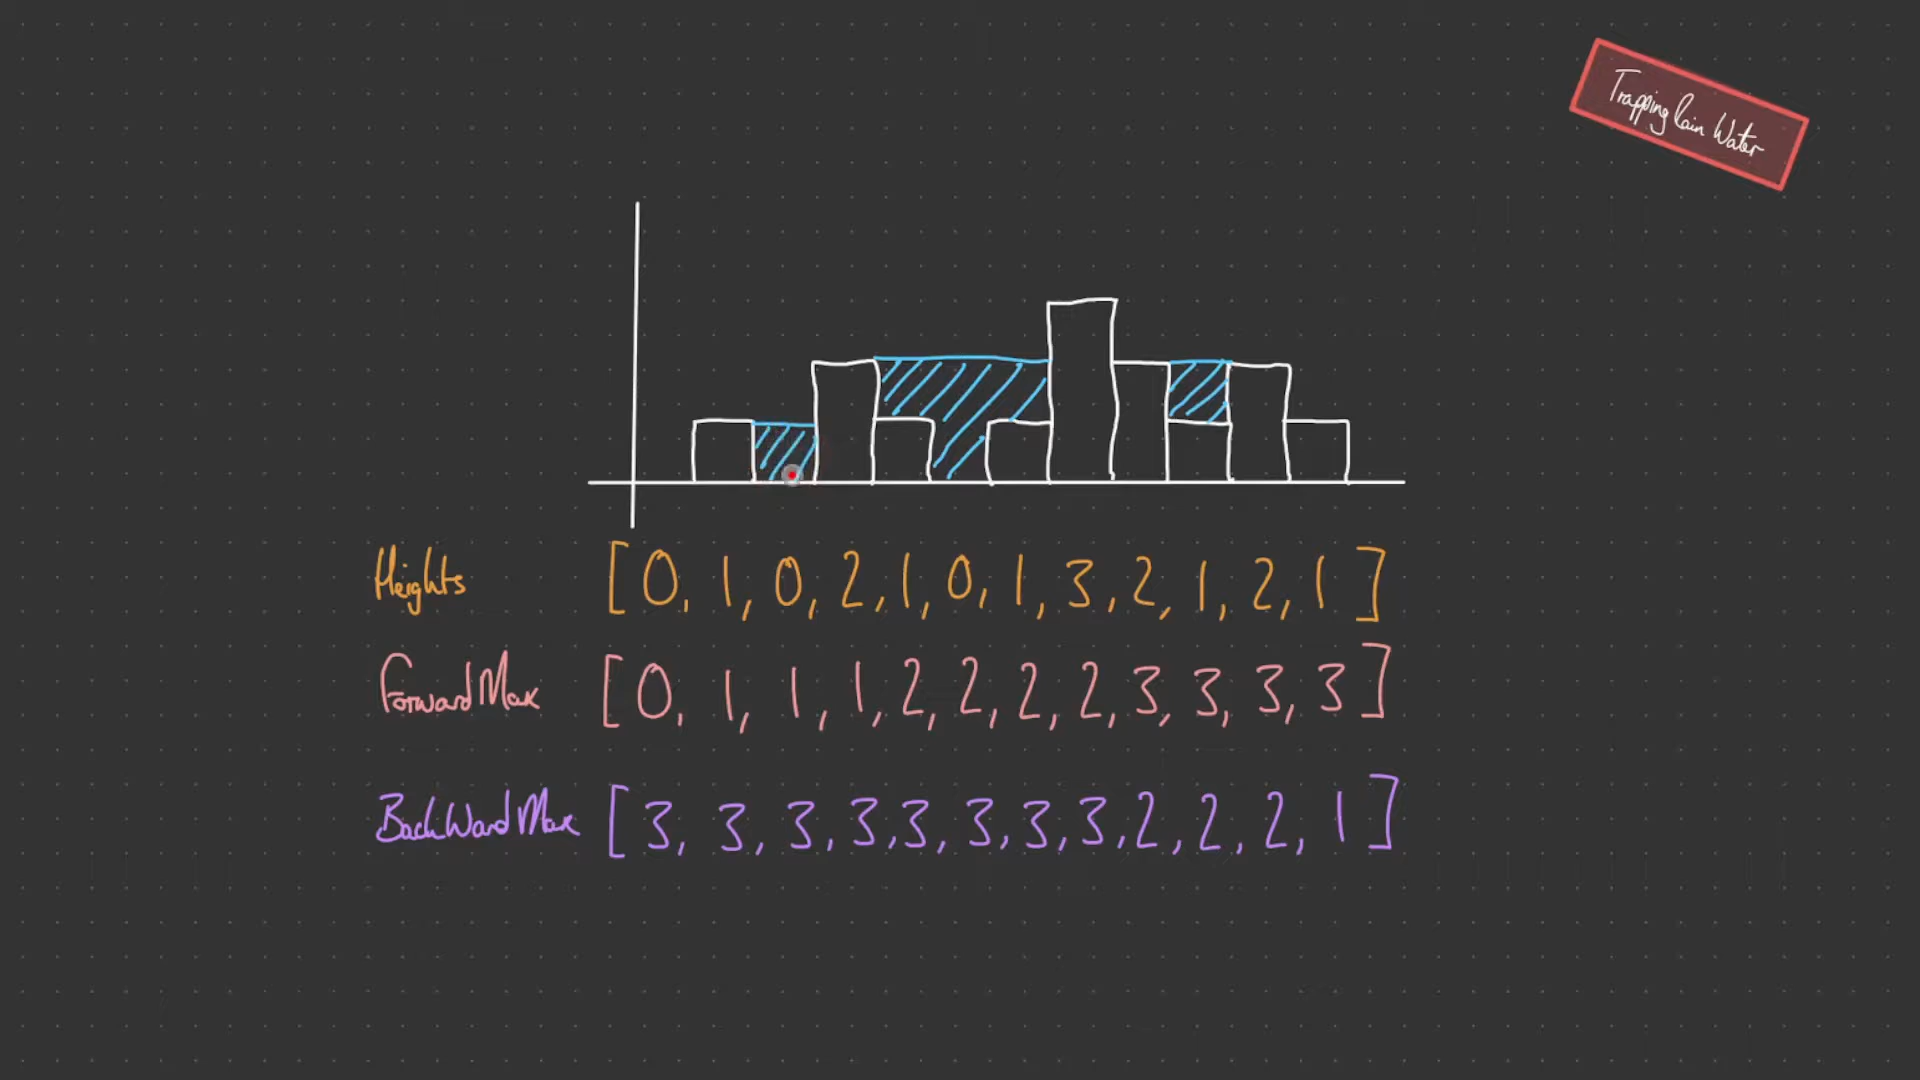 Trapping Rain Water
Heights [0, 1, 0, 2, 1, 0, 1, 3, 2, 1, 2, 1]
Forward Max [0, 1, 1, 1, 2, 2, 2, 2, 3, 3, 3, 3]
BackWard Max [3, 3, 3, 3, 3, 3, 3, 3, 2, 2, 2, 1]